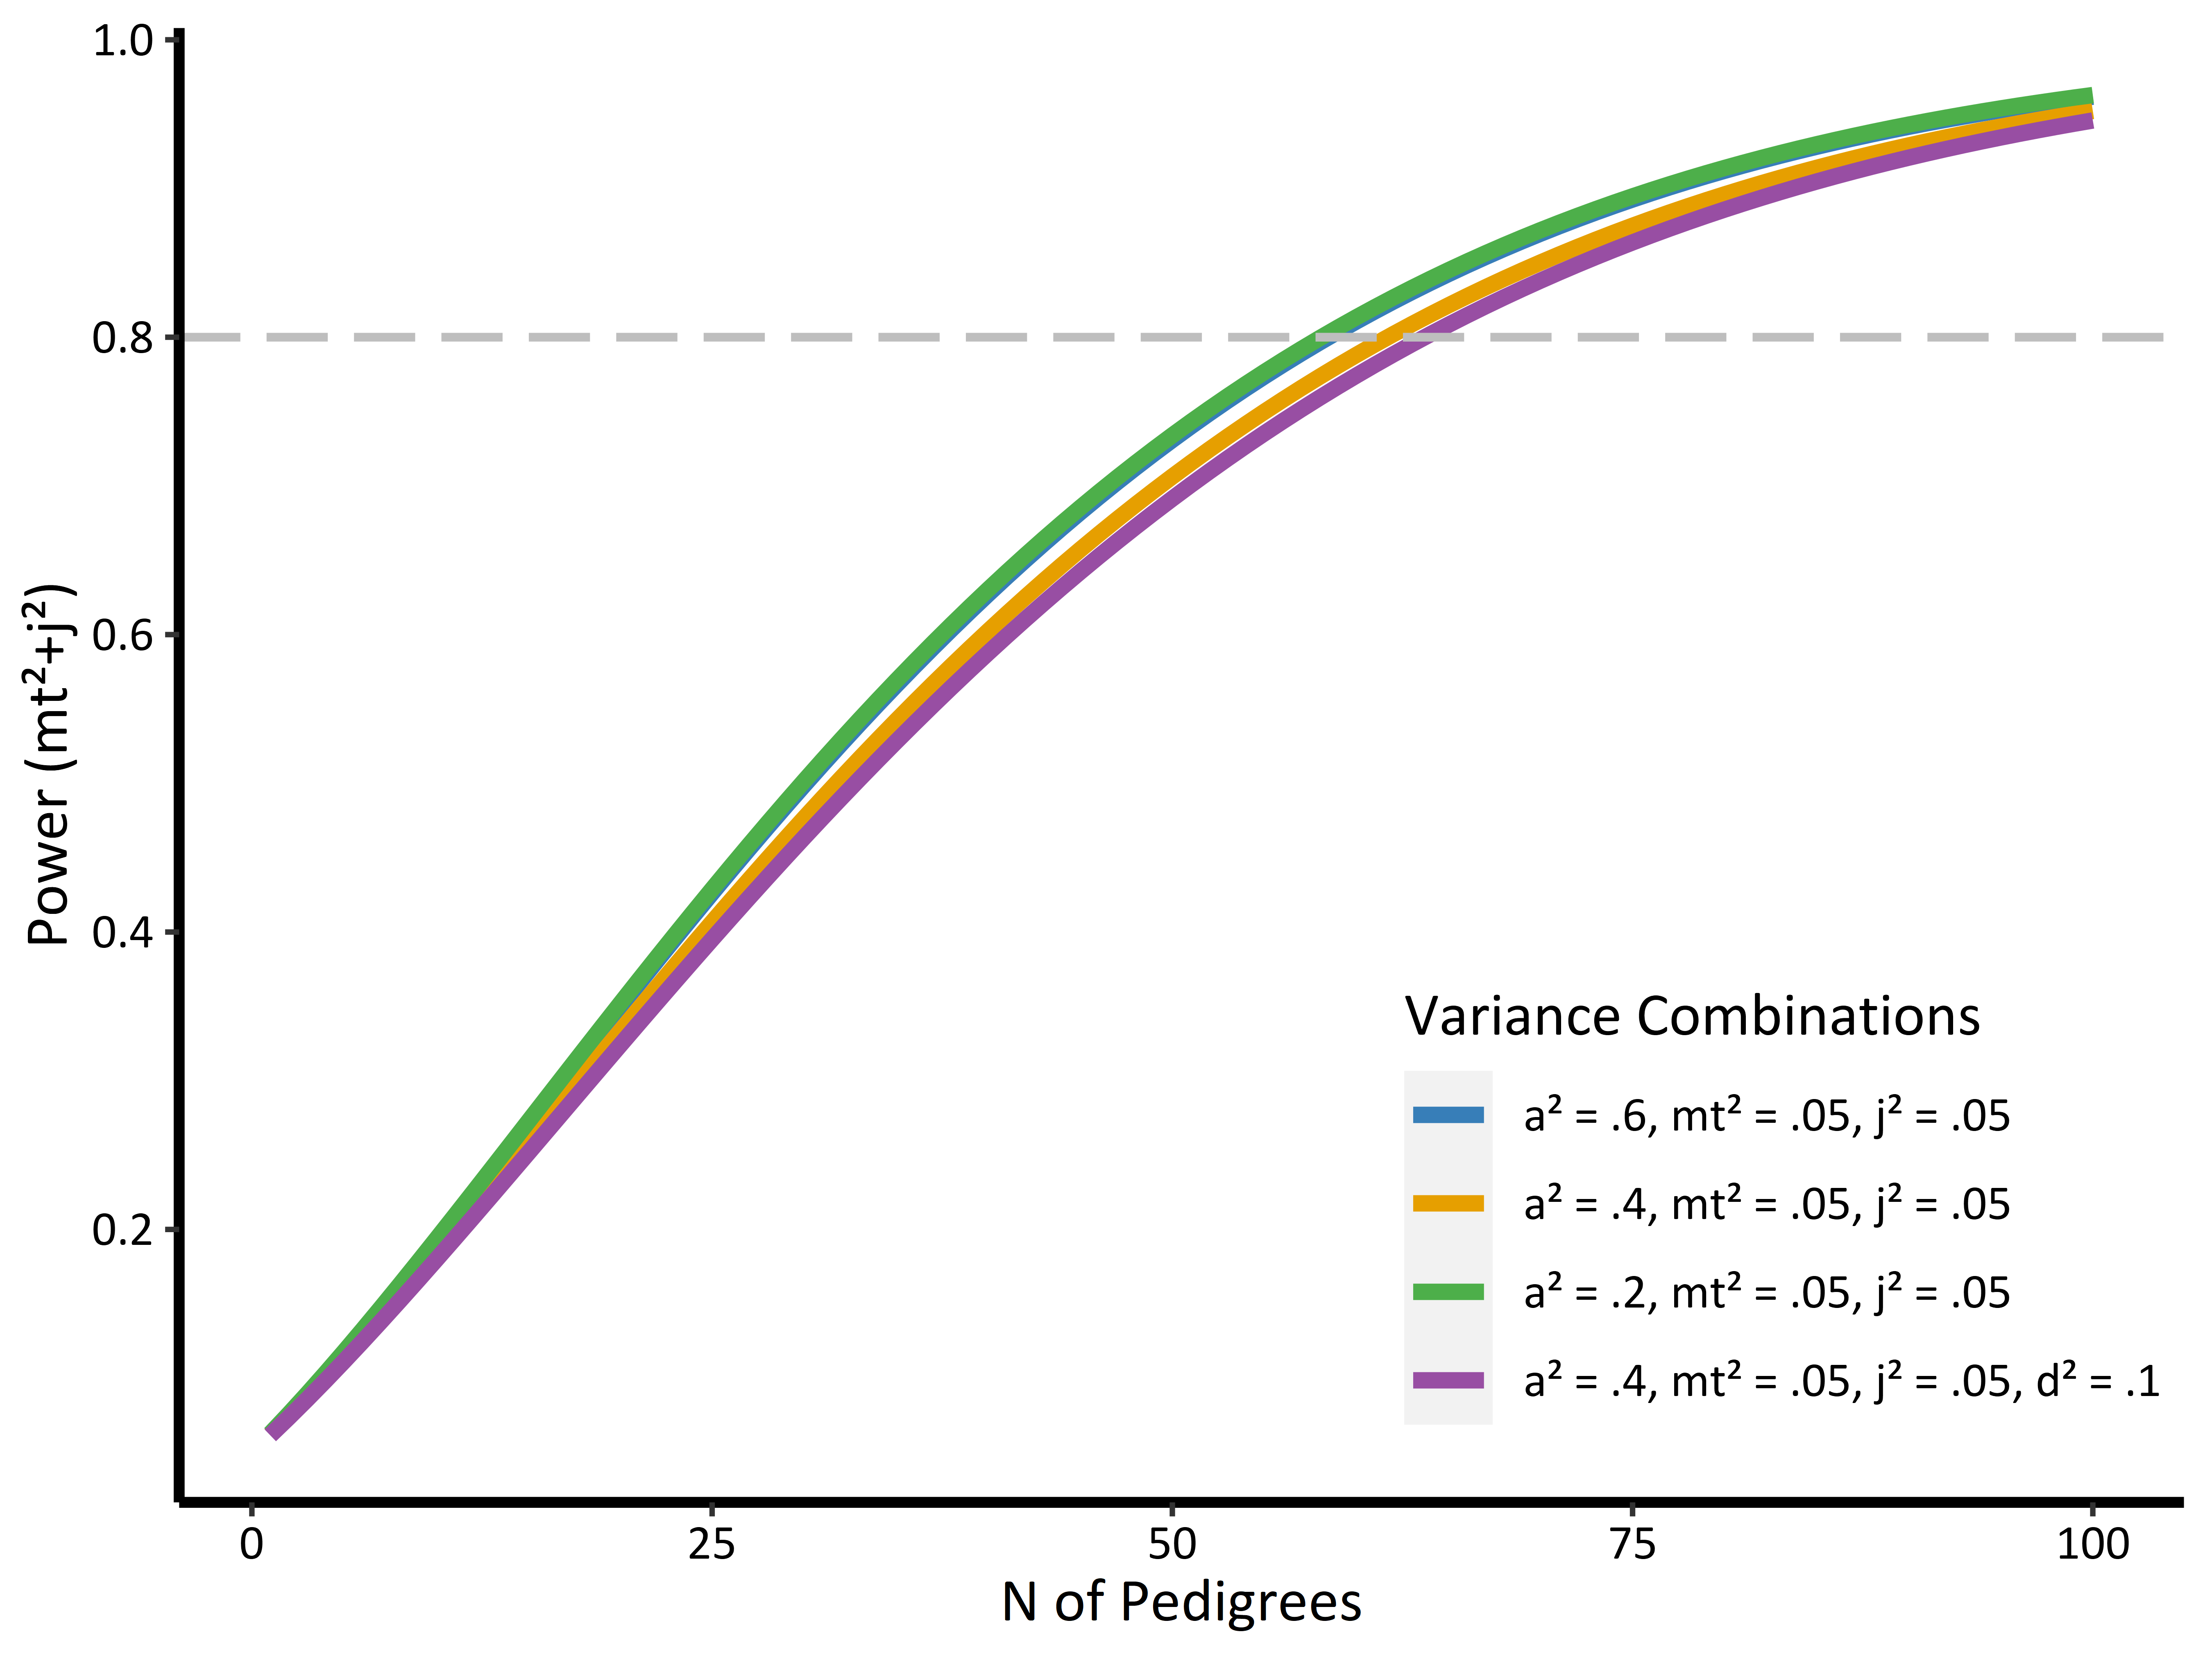 1.0
0.8
0.6
0.4
0.2
Power (mt²+j²)
0
25
50
75
100
N of Pedigrees
Variance Combinations
a² = .6, mt² = .05, j² = .05
a² = .4, mt² = .05, j² = .05
a² = .2, mt² = .05, j² = .05
a² = .4, mt² = .05, j² = .05, d² = .1